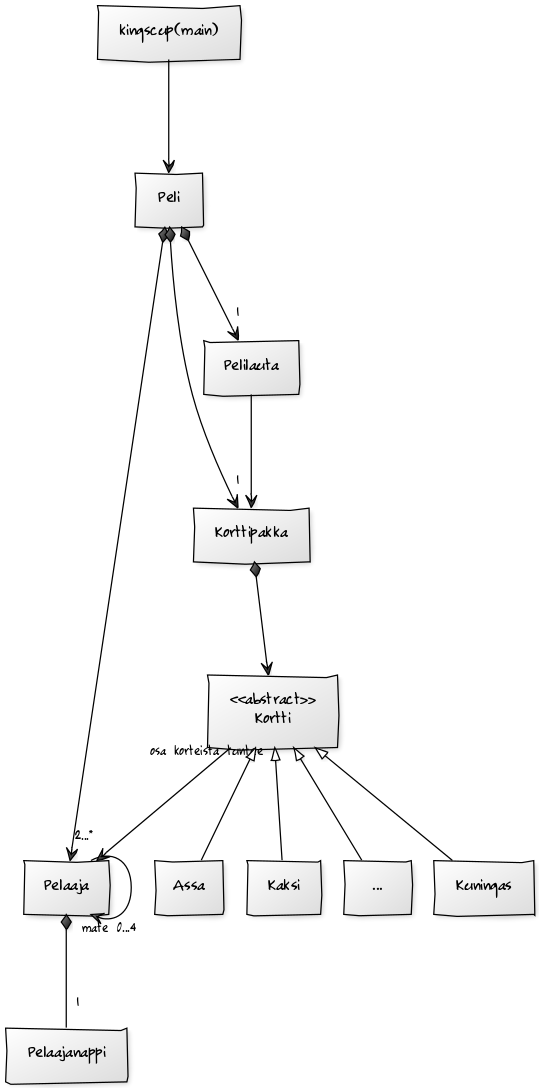 kingscup(main)
Peli
1
Pelilauta
1
Korttipakka
<<abstract>>
Kortti
osa korteista
2...*
Pelaaja
Assa
Kaksi
...
Kuningas
mate 0...4
1
Pelaajanappi